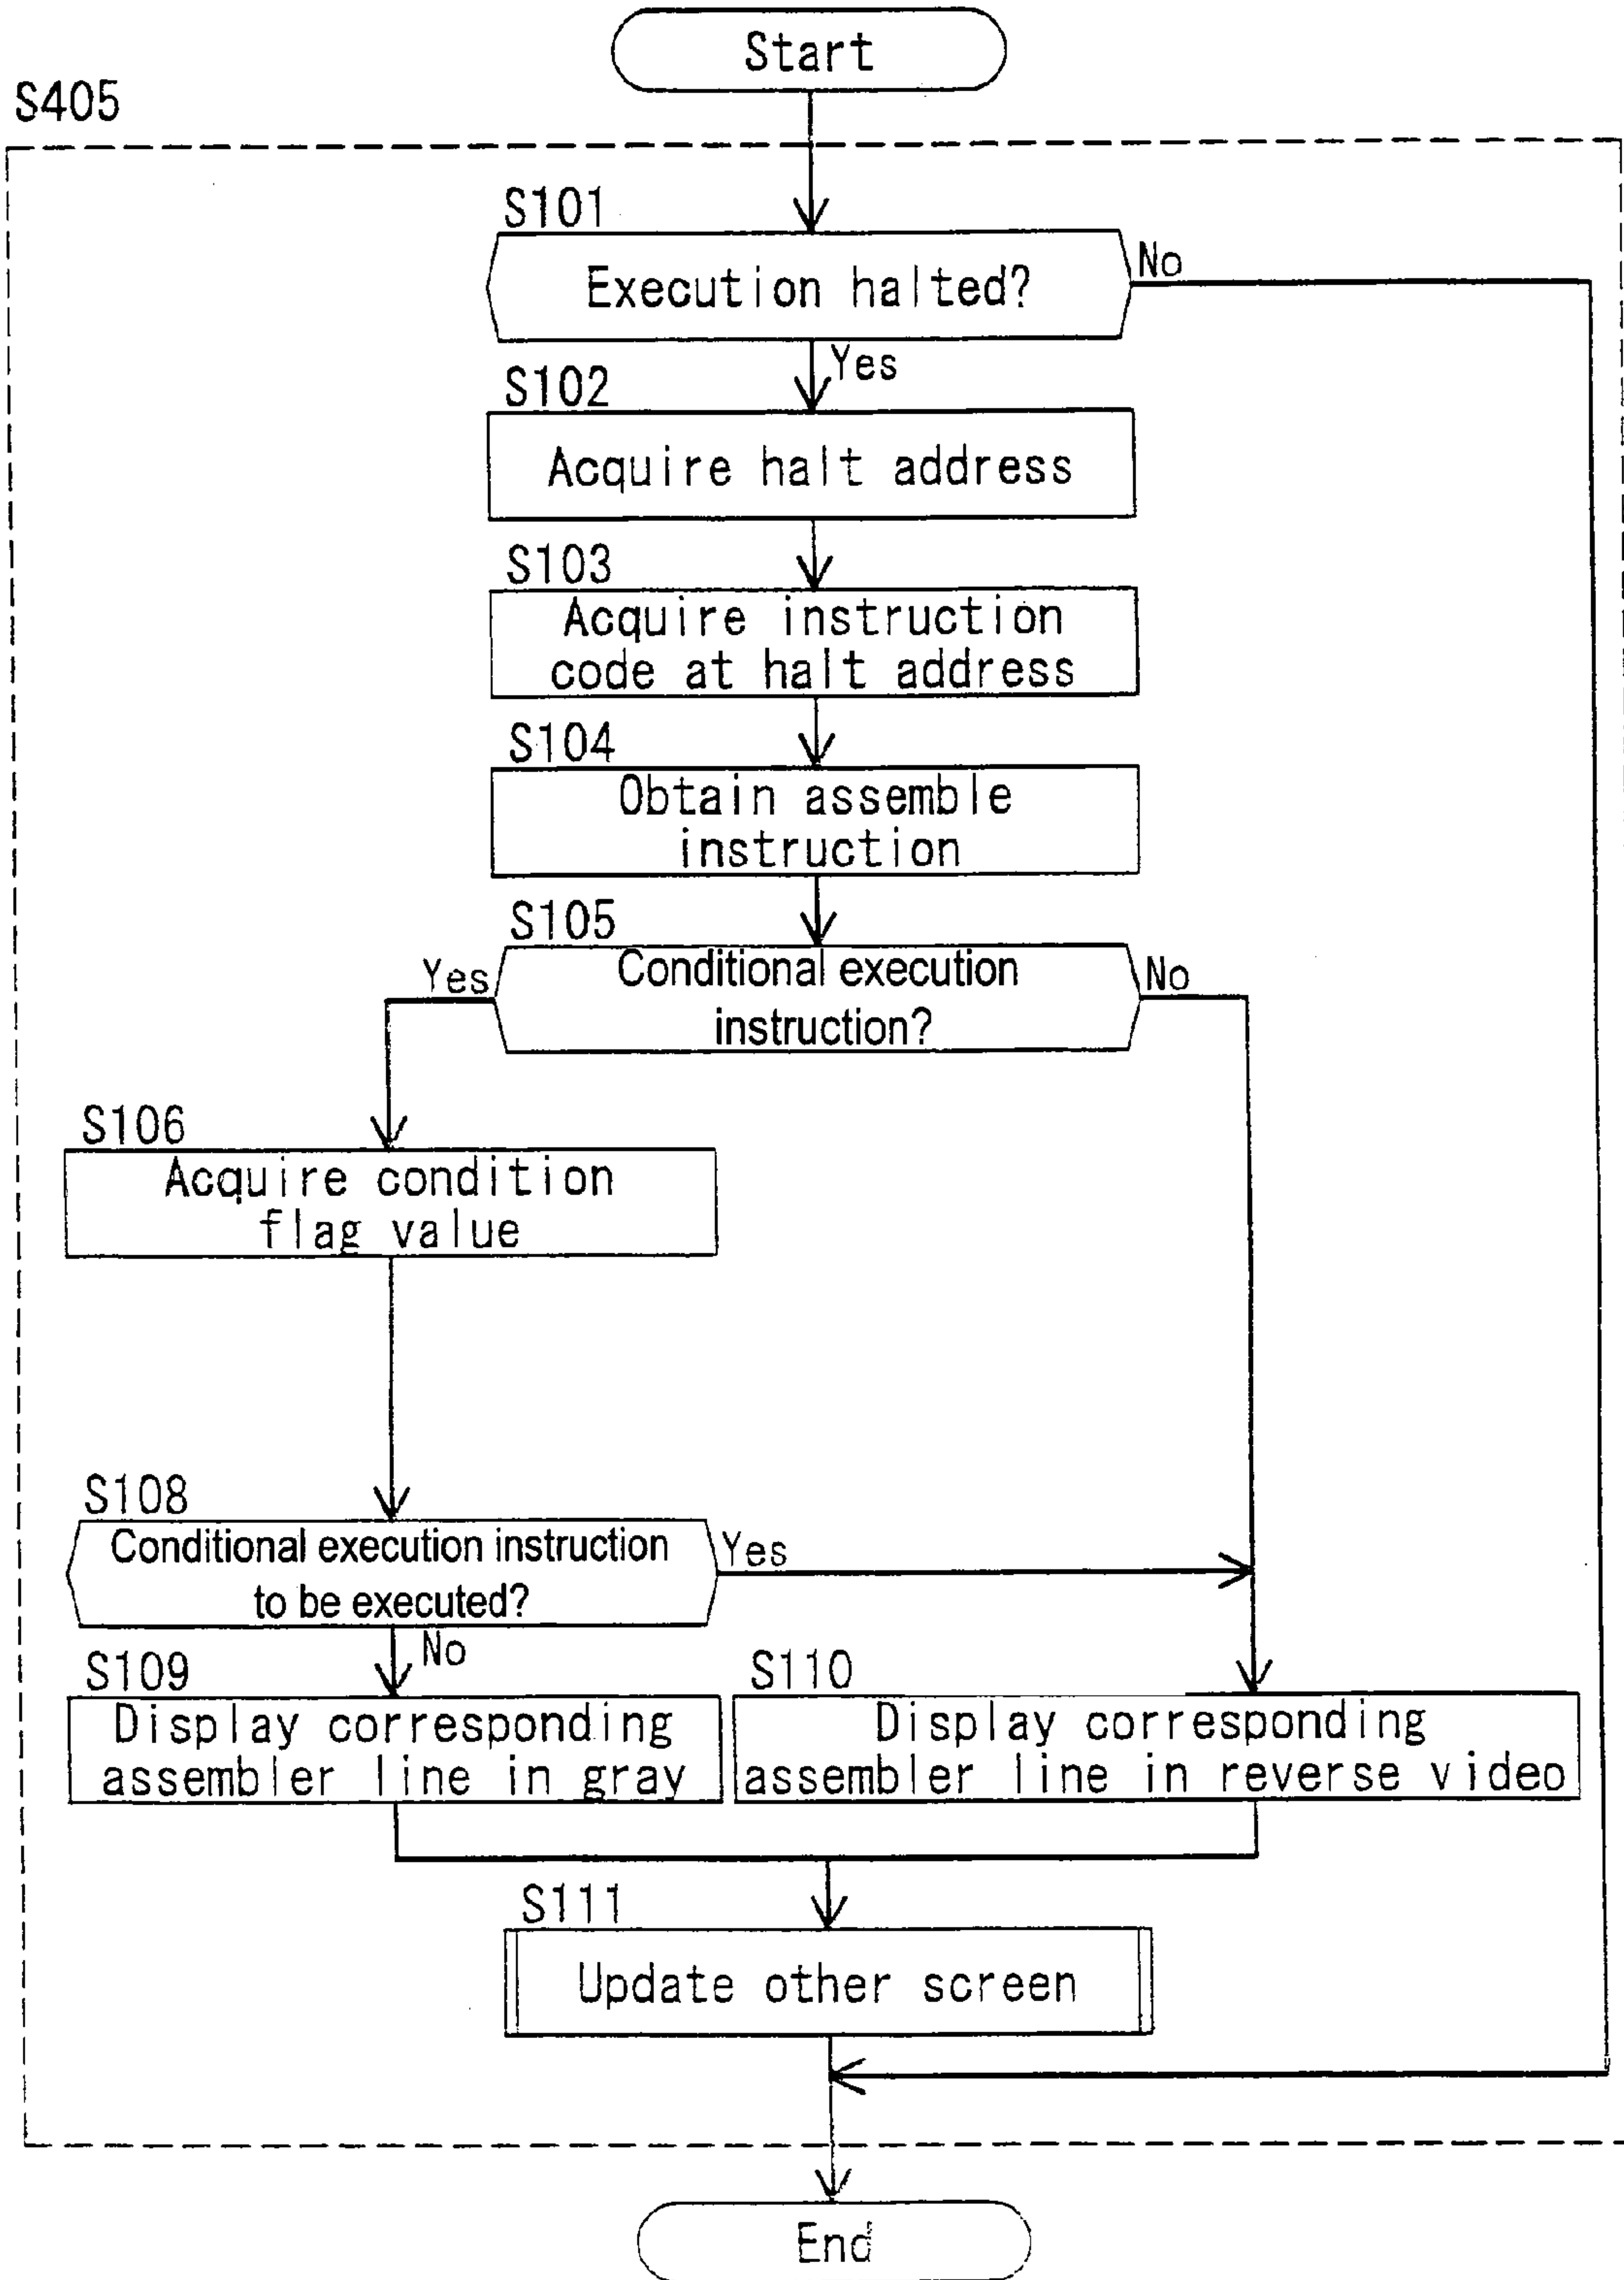 Start
S405
S101
Execution halted?
No
Yes
S102
Acquire halt address
S103
Acquire instruction
code at halt address
S104
Obtain assemble
instruction
S105
Yes
Conditional execution
instruction?
No
S106
Acquire condition
flag value
S108
Conditional execution instruction
to be executed?
Yes
No
S109
Display corresponding
assembler line in gray
S110
Display corresponding
assembler line in reverse video
S111
Update other screen
End